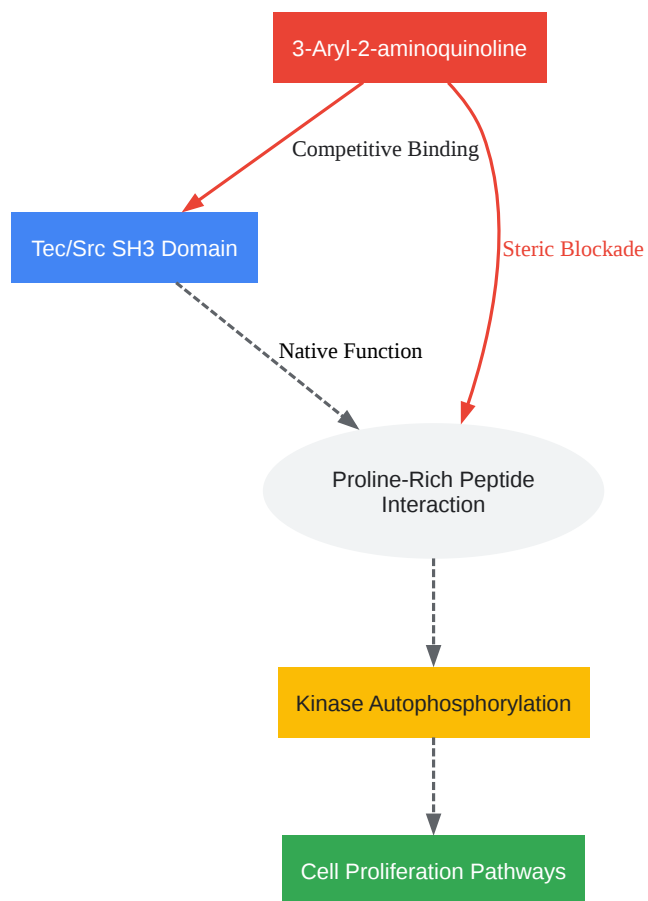 3-Aryl-2-aminoquinoline
Competitive Binding
Tec/Src SH3 Domain
Steric Blockade
Native Function
Proline-Rich Peptide
Interaction
Kinase Autophosphorylation
Cell Proliferation Pathways